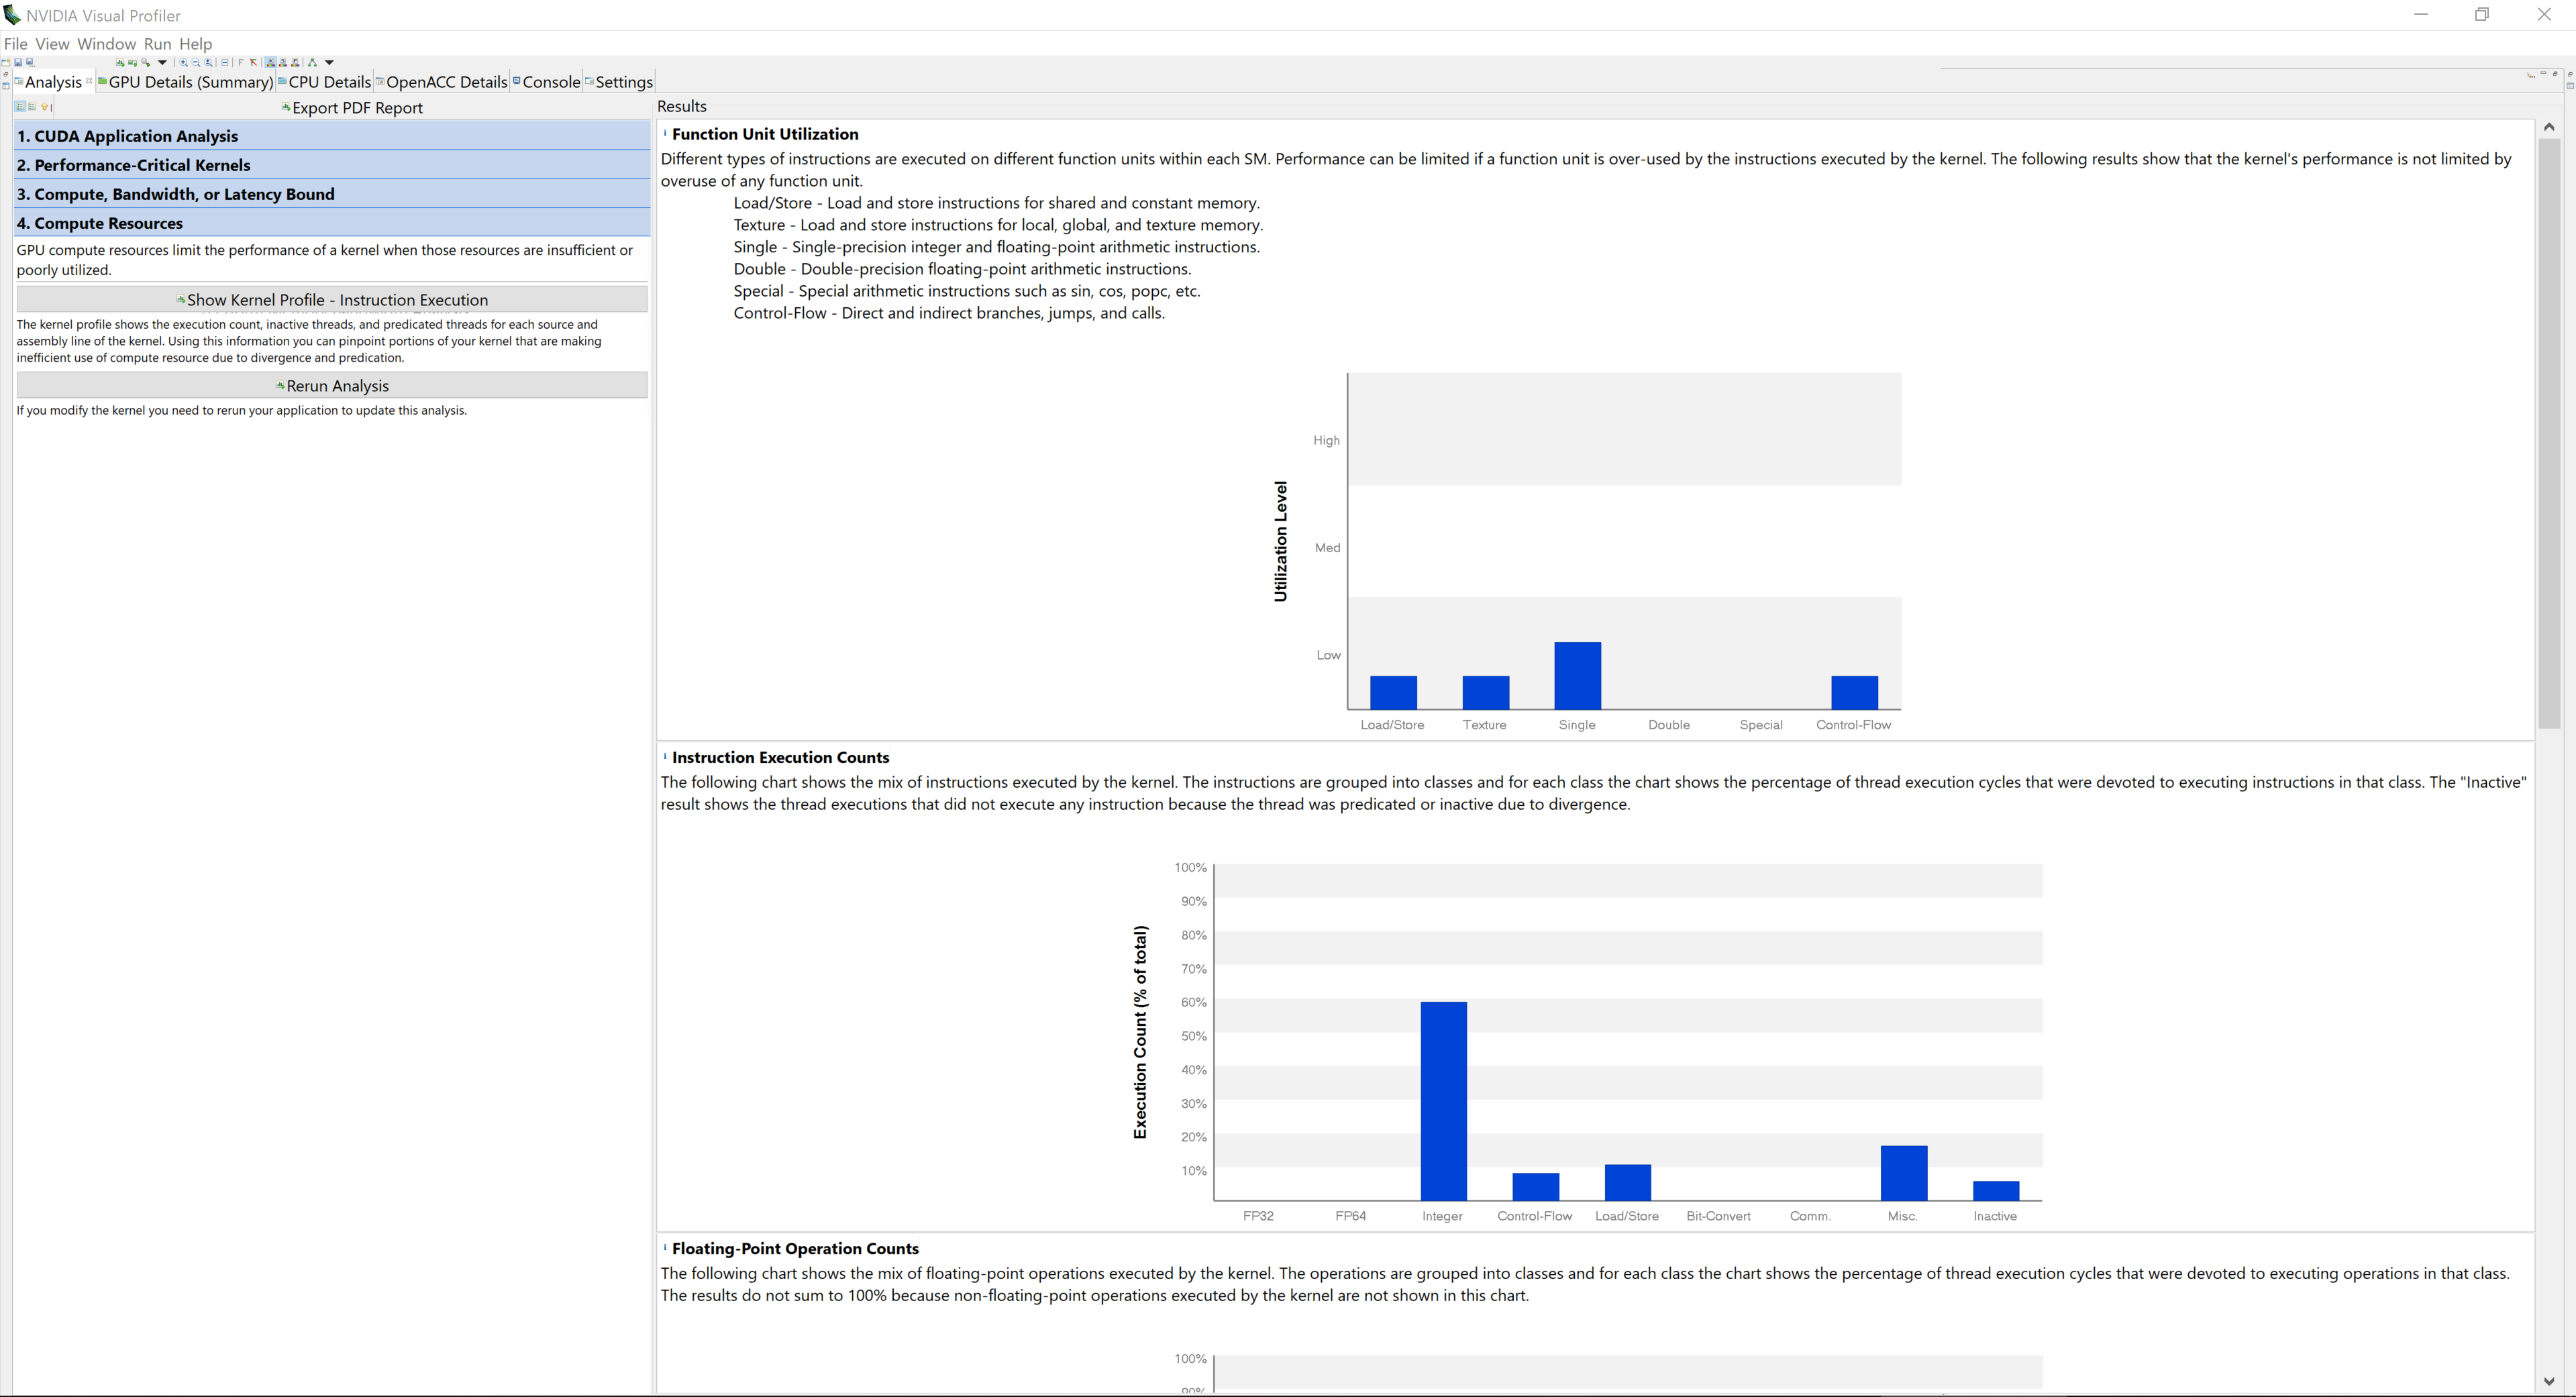 NVIDIA Visual Profiler
File View Window Run Help
Analysis GPU Details (Summary) CPU Details OpenACC Details Console Settings
Export PDF Report
1. CUDA Application Analysis
2. Performance-Critical Kernels
3. Compute, Bandwidth, or Latency Bound
4. Compute Resources
GPU compute resources limit the performance of a kernel when those resources are insufficient or
poorly utilized.
Show Kernel Profile - Instruction Execution
The kernel profile shows the execution count, inactive threads, and predicated threads for each source and
assembly line of the kernel. Using this information you can pinpoint portions of your kernel that are making
inefficient use of compute resource due to divergence and predication.
Rerun Analysis
If you modify the kernel you need to rerun your application to update this analysis.
Results
i Function Unit Utilization
Different types of instructions are executed on different function units within each SM. Performance can be limited if a function unit is over-used by the instructions executed by the kernel. The following results show that the kernel's performance is not limited by
overuse of any function unit.
Load/Store - Load and store instructions for shared and constant memory.
Texture - Load and store instructions for local, global, and texture memory.
Single - Single-precision integer and floating-point arithmetic instructions.
Double - Double-precision floating-point arithmetic instructions.
Special - Special arithmetic instructions such as sin, cos, popc, etc.
Control-Flow - Direct and indirect branches, jumps, and calls.
Utilization Level
High
Med
Low
Load/Store Texture Single Double Special Control-Flow
i Instruction Execution Counts
The following chart shows the mix of instructions executed by the kernel. The instructions are grouped into classes and for each class the chart shows the percentage of thread execution cycles that were devoted to executing instructions in that class. The "Inactive"
result shows the thread executions that did not execute any instruction because the thread was predicated or inactive due to divergence.
Execution Count (% of total)
100%
90%
80%
70%
60%
50%
40%
30%
20%
10%
FP32 FP64 Integer Control-Flow Load/Store Bit-Convert Comm. Misc. Inactive
i Floating-Point Operation Counts
The following chart shows the mix of floating-point operations executed by the kernel. The operations are grouped into classes and for each class the chart shows the percentage of thread execution cycles that were devoted to executing operations in that class.
The results do not sum to 100% because non-floating-point operations executed by the kernel are not shown in this chart.
100%
90%